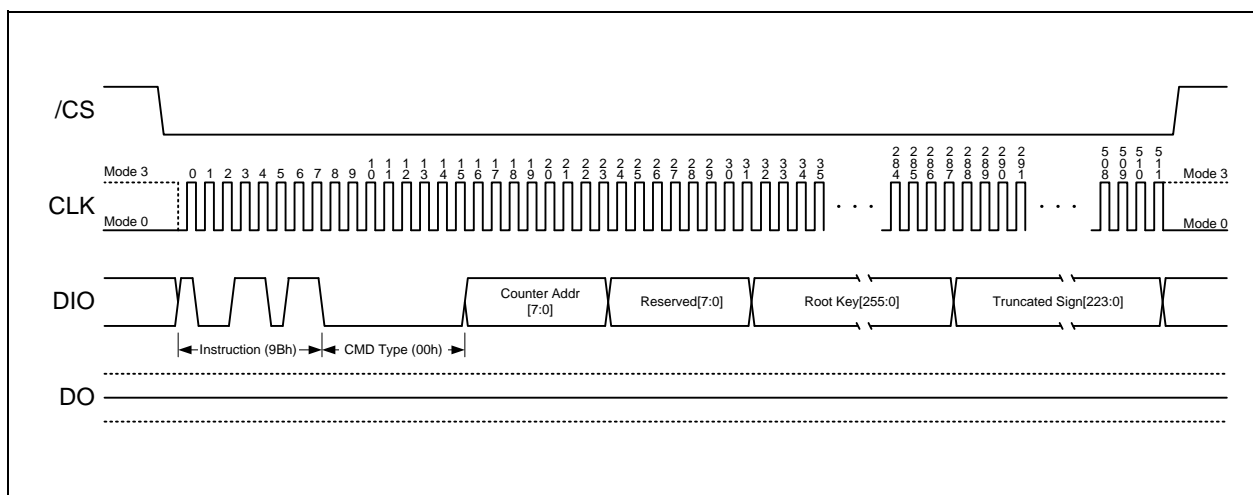 /CS
Mode 3
0 1 2 3 4 5 6 7 8 9 10 11 12 13 14 15 16 17 18 19 20 21 22 23 24 25 26 27 28 29 30 31 32 33 34 35 284 285 286 287 288 289 290 291 508 509 510 511
Mode 3
CLK
. . .
. . .
Mode 0
Mode 0
DIO
Counter Addr
[7:0]
Reserved[7:0]
Root Key[255:0]
Truncated Sign[223:0]
Instruction (9Bh)
CMD Type (00h)
DO